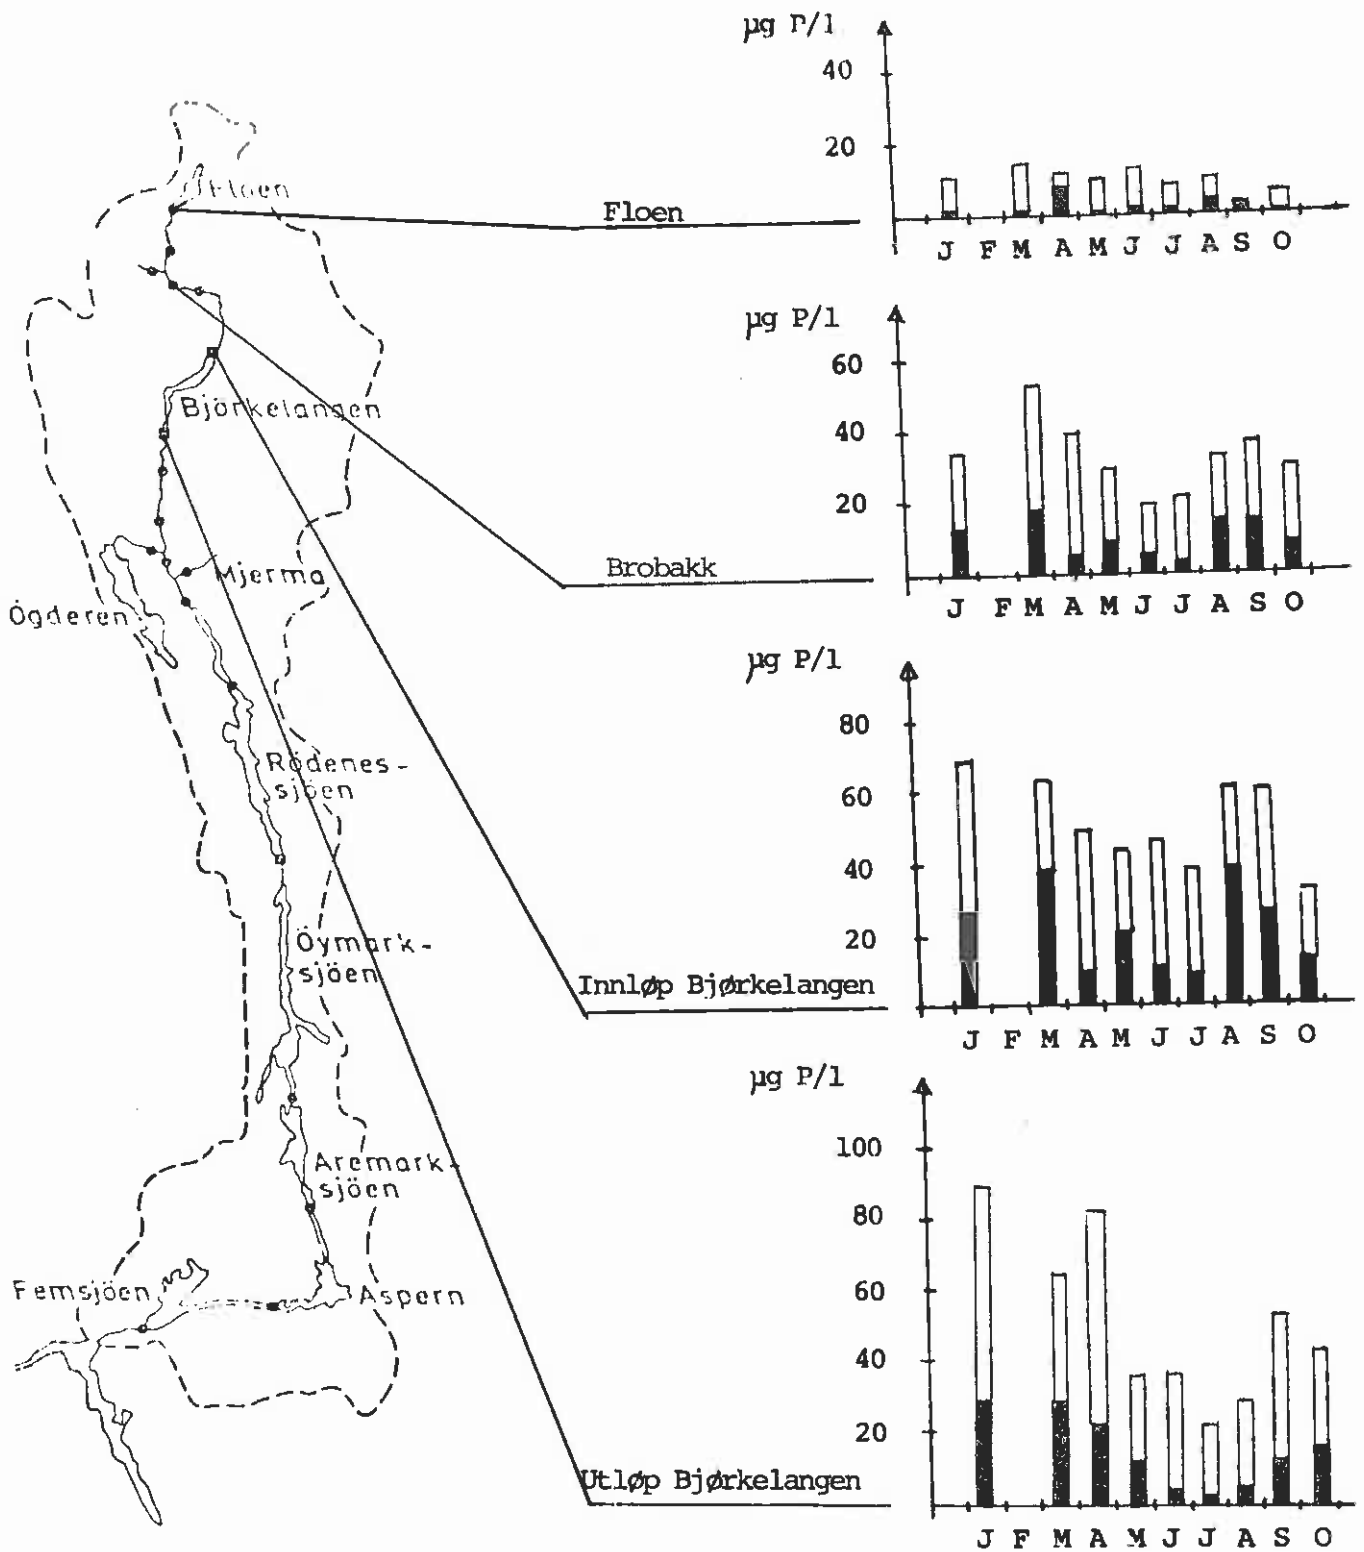 Floen
Björkelangen
Mjerma
Ögderen
Rödenes-
sjöen
Öymark-
sjöen
Aremark-
sjöen
Femsjöen
Aspern
µg P/l
40
20
Floen
J F M A M J J A S O
µg P/l
60
40
20
Brobakk
J F M A M J J A S O
µg P/l
80
60
40
20
Innløp Bjørkelangen
J F M A M J J A S O
µg P/l
100
80
60
40
20
Utløp Bjørkelangen
J F M A M J J A S O